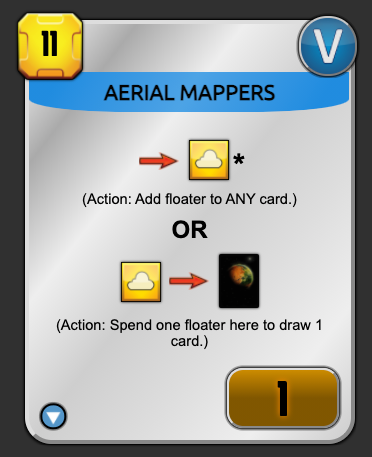 11
V
AERIAL MAPPERS
*
(Action: Add floater to ANY card.)
OR
(Action: Spend one floater here to draw 1
card.)
1